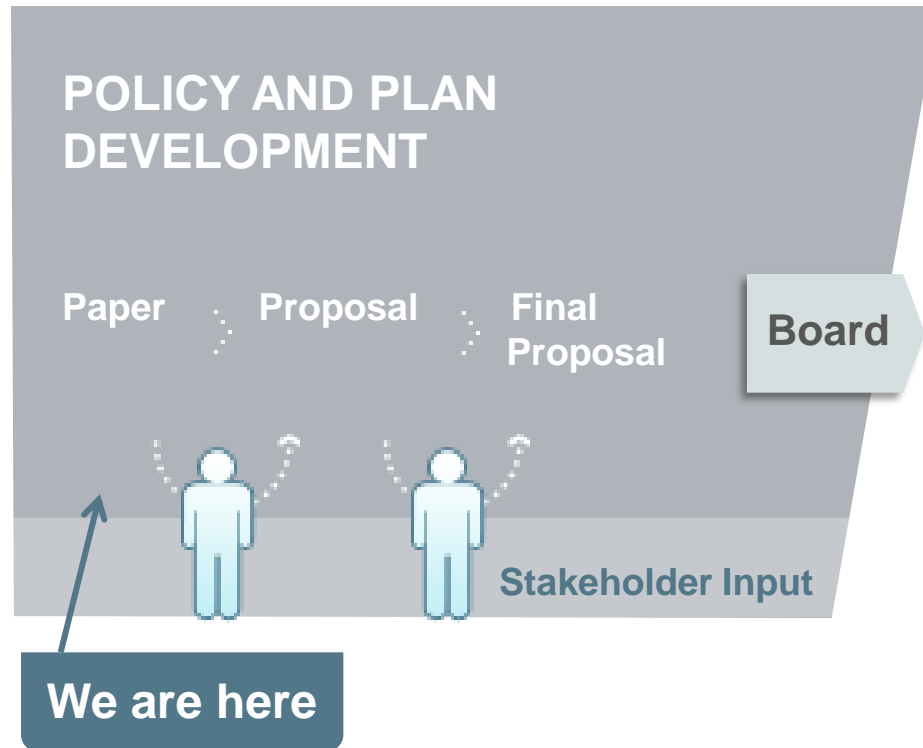 POLICY AND PLAN
DEVELOPMENT
Paper
Proposal
Final
Proposal
Board
Stakeholder Input
We are here